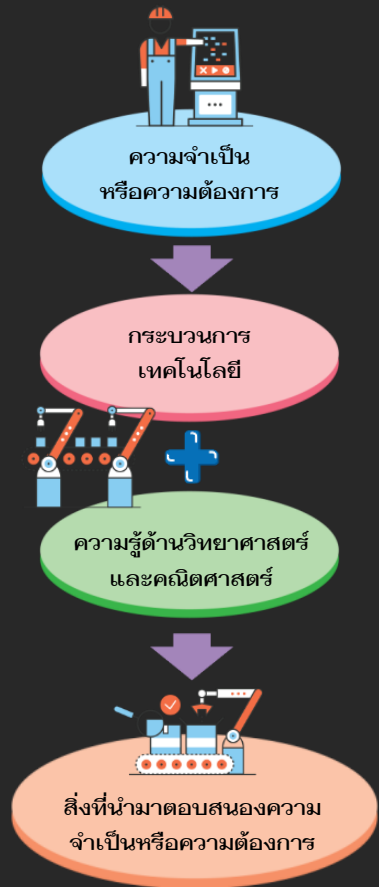 ความจำเป็น
หรือความต้องการ
กระบวนการ
เทคโนโลยี
ความรู้ด้านวิทยาศาสตร์
และคณิตศาสตร์
สิ่งที่นำมาตอบสนองความ
จำเป็นหรือความต้องการ